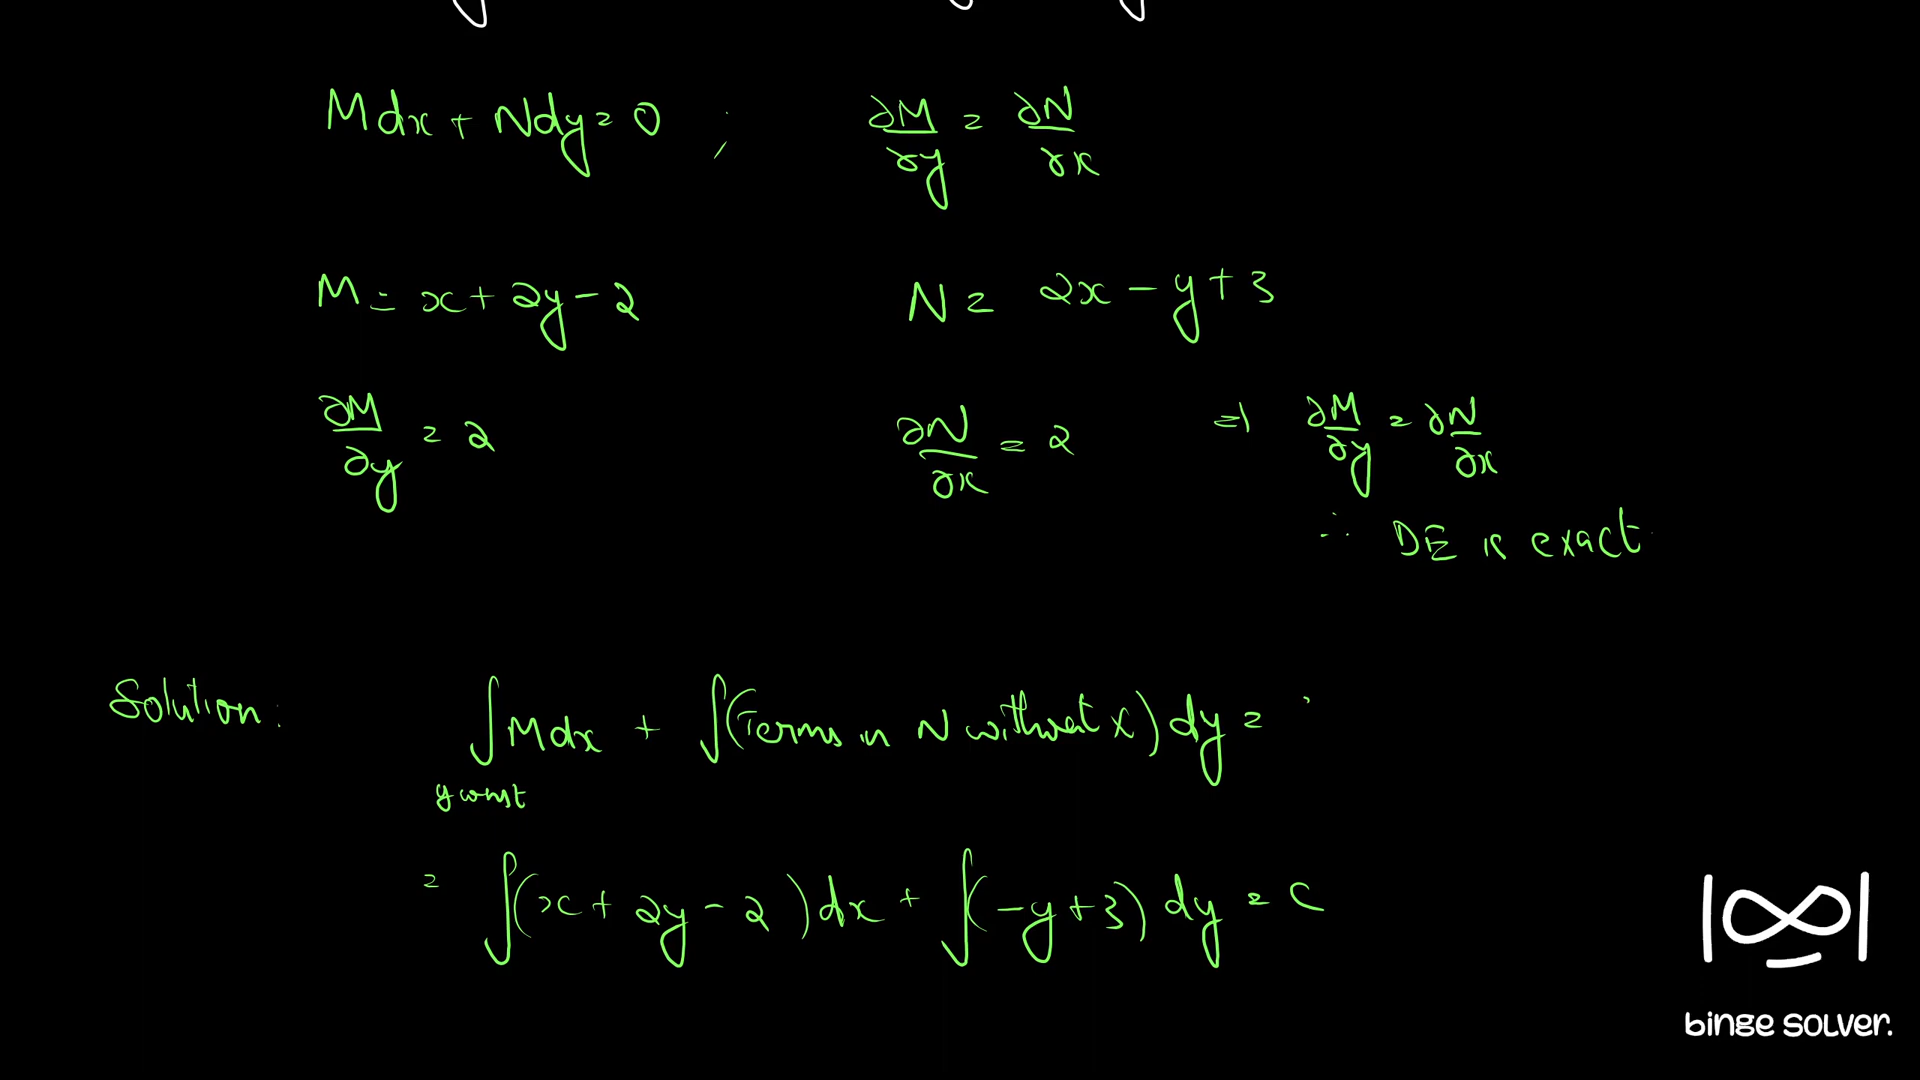 Mdx + Ndy = 0 ; ∂M/∂y = ∂N/∂x
M = x + 2y - 2 N = 2x - y + 3
∂M/∂y = 2 ∂N/∂x = 2 ⇒ ∂M/∂y = ∂N/∂x
∴ DE is exact
Solution: ∫Mdx + ∫(Terms in N without x) dy =
y const
= ∫(x + 2y - 2) dx + ∫(-y + 3) dy = C
binge solver.